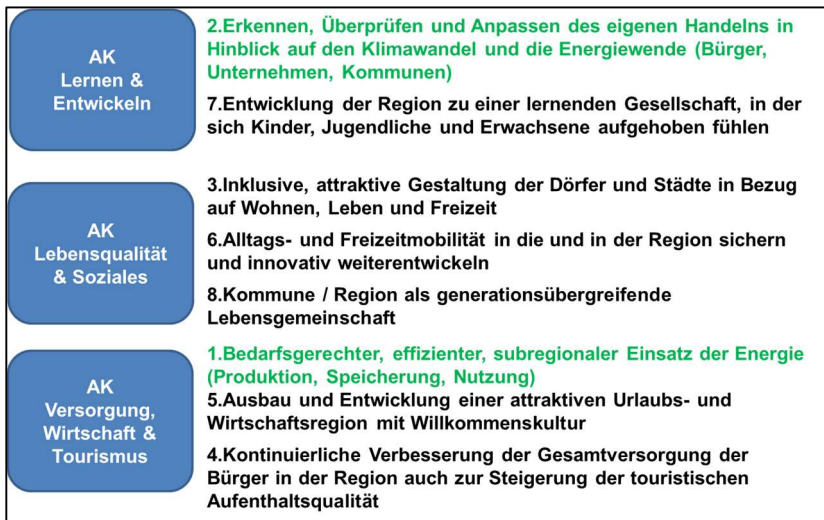 AK
Lernen &
Entwickeln
2.Erkennen, Überprüfen und Anpassen des eigenen Handelns in
Hinblick auf den Klimawandel und die Energiewende (Bürger,
Unternehmen, Kommunen)
7.Entwicklung der Region zu einer lernenden Gesellschaft, in der
sich Kinder, Jugendliche und Erwachsene aufgehoben fühlen
AK
Lebensqualität
& Soziales
3.Inklusive, attraktive Gestaltung der Dörfer und Städte in Bezug
auf Wohnen, Leben und Freizeit
6.Alltags- und Freizeitmobilität in die und in der Region sichern
und innovativ weiterentwickeln
8.Kommune / Region als generationsübergreifende
Lebensgemeinschaft
AK
Versorgung,
Wirtschaft &
Tourismus
1.Bedarfsgerechter, effizienter, subregionaler Einsatz der Energie
(Produktion, Speicherung, Nutzung)
5.Ausbau und Entwicklung einer attraktiven Urlaubs- und
Wirtschaftsregion mit Willkommenskultur
4.Kontinuierliche Verbesserung der Gesamtversorgung der
Bürger in der Region auch zur Steigerung der touristischen
Aufenthaltsqualität